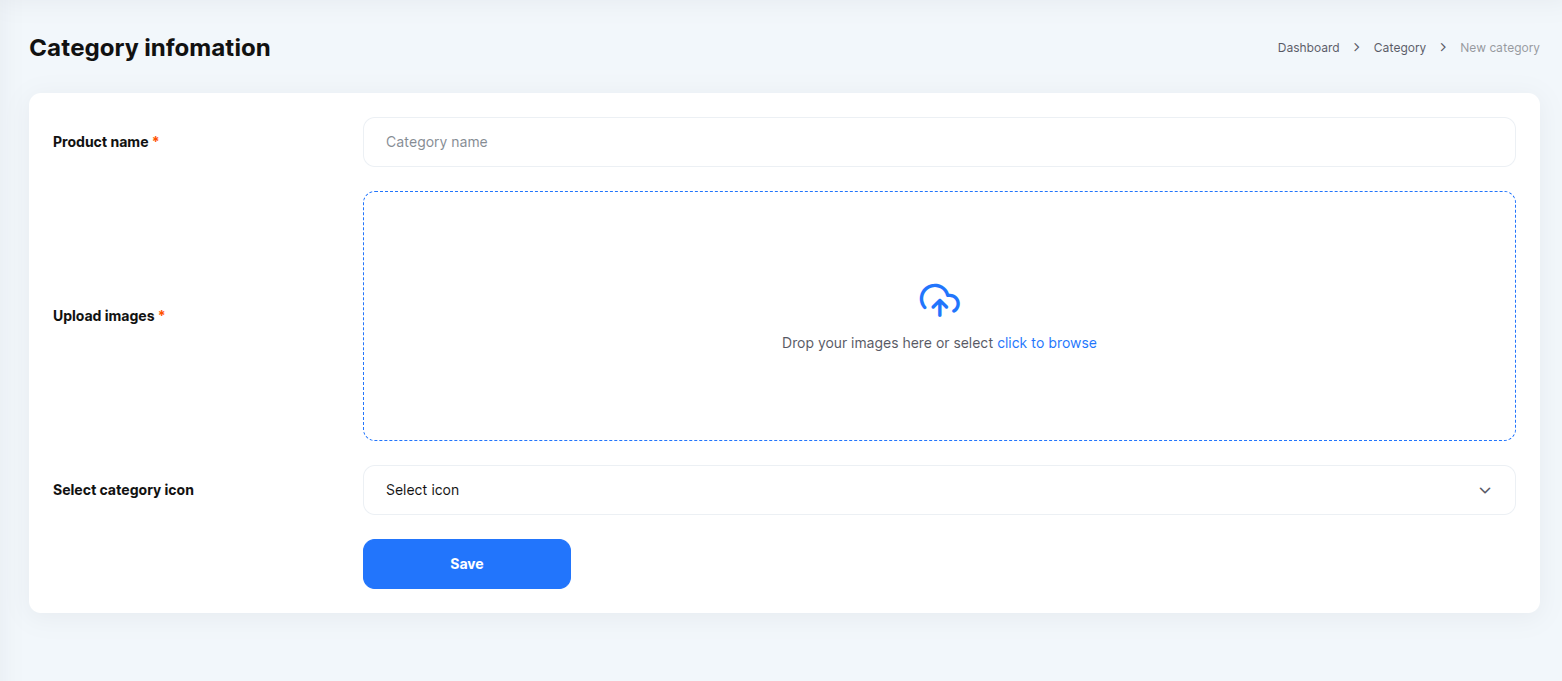 Category infomation
Dashboard > Category > New category
Product name *
Category name
Upload images *
Drop your images here or select click to browse
Select category icon
Select icon
Save